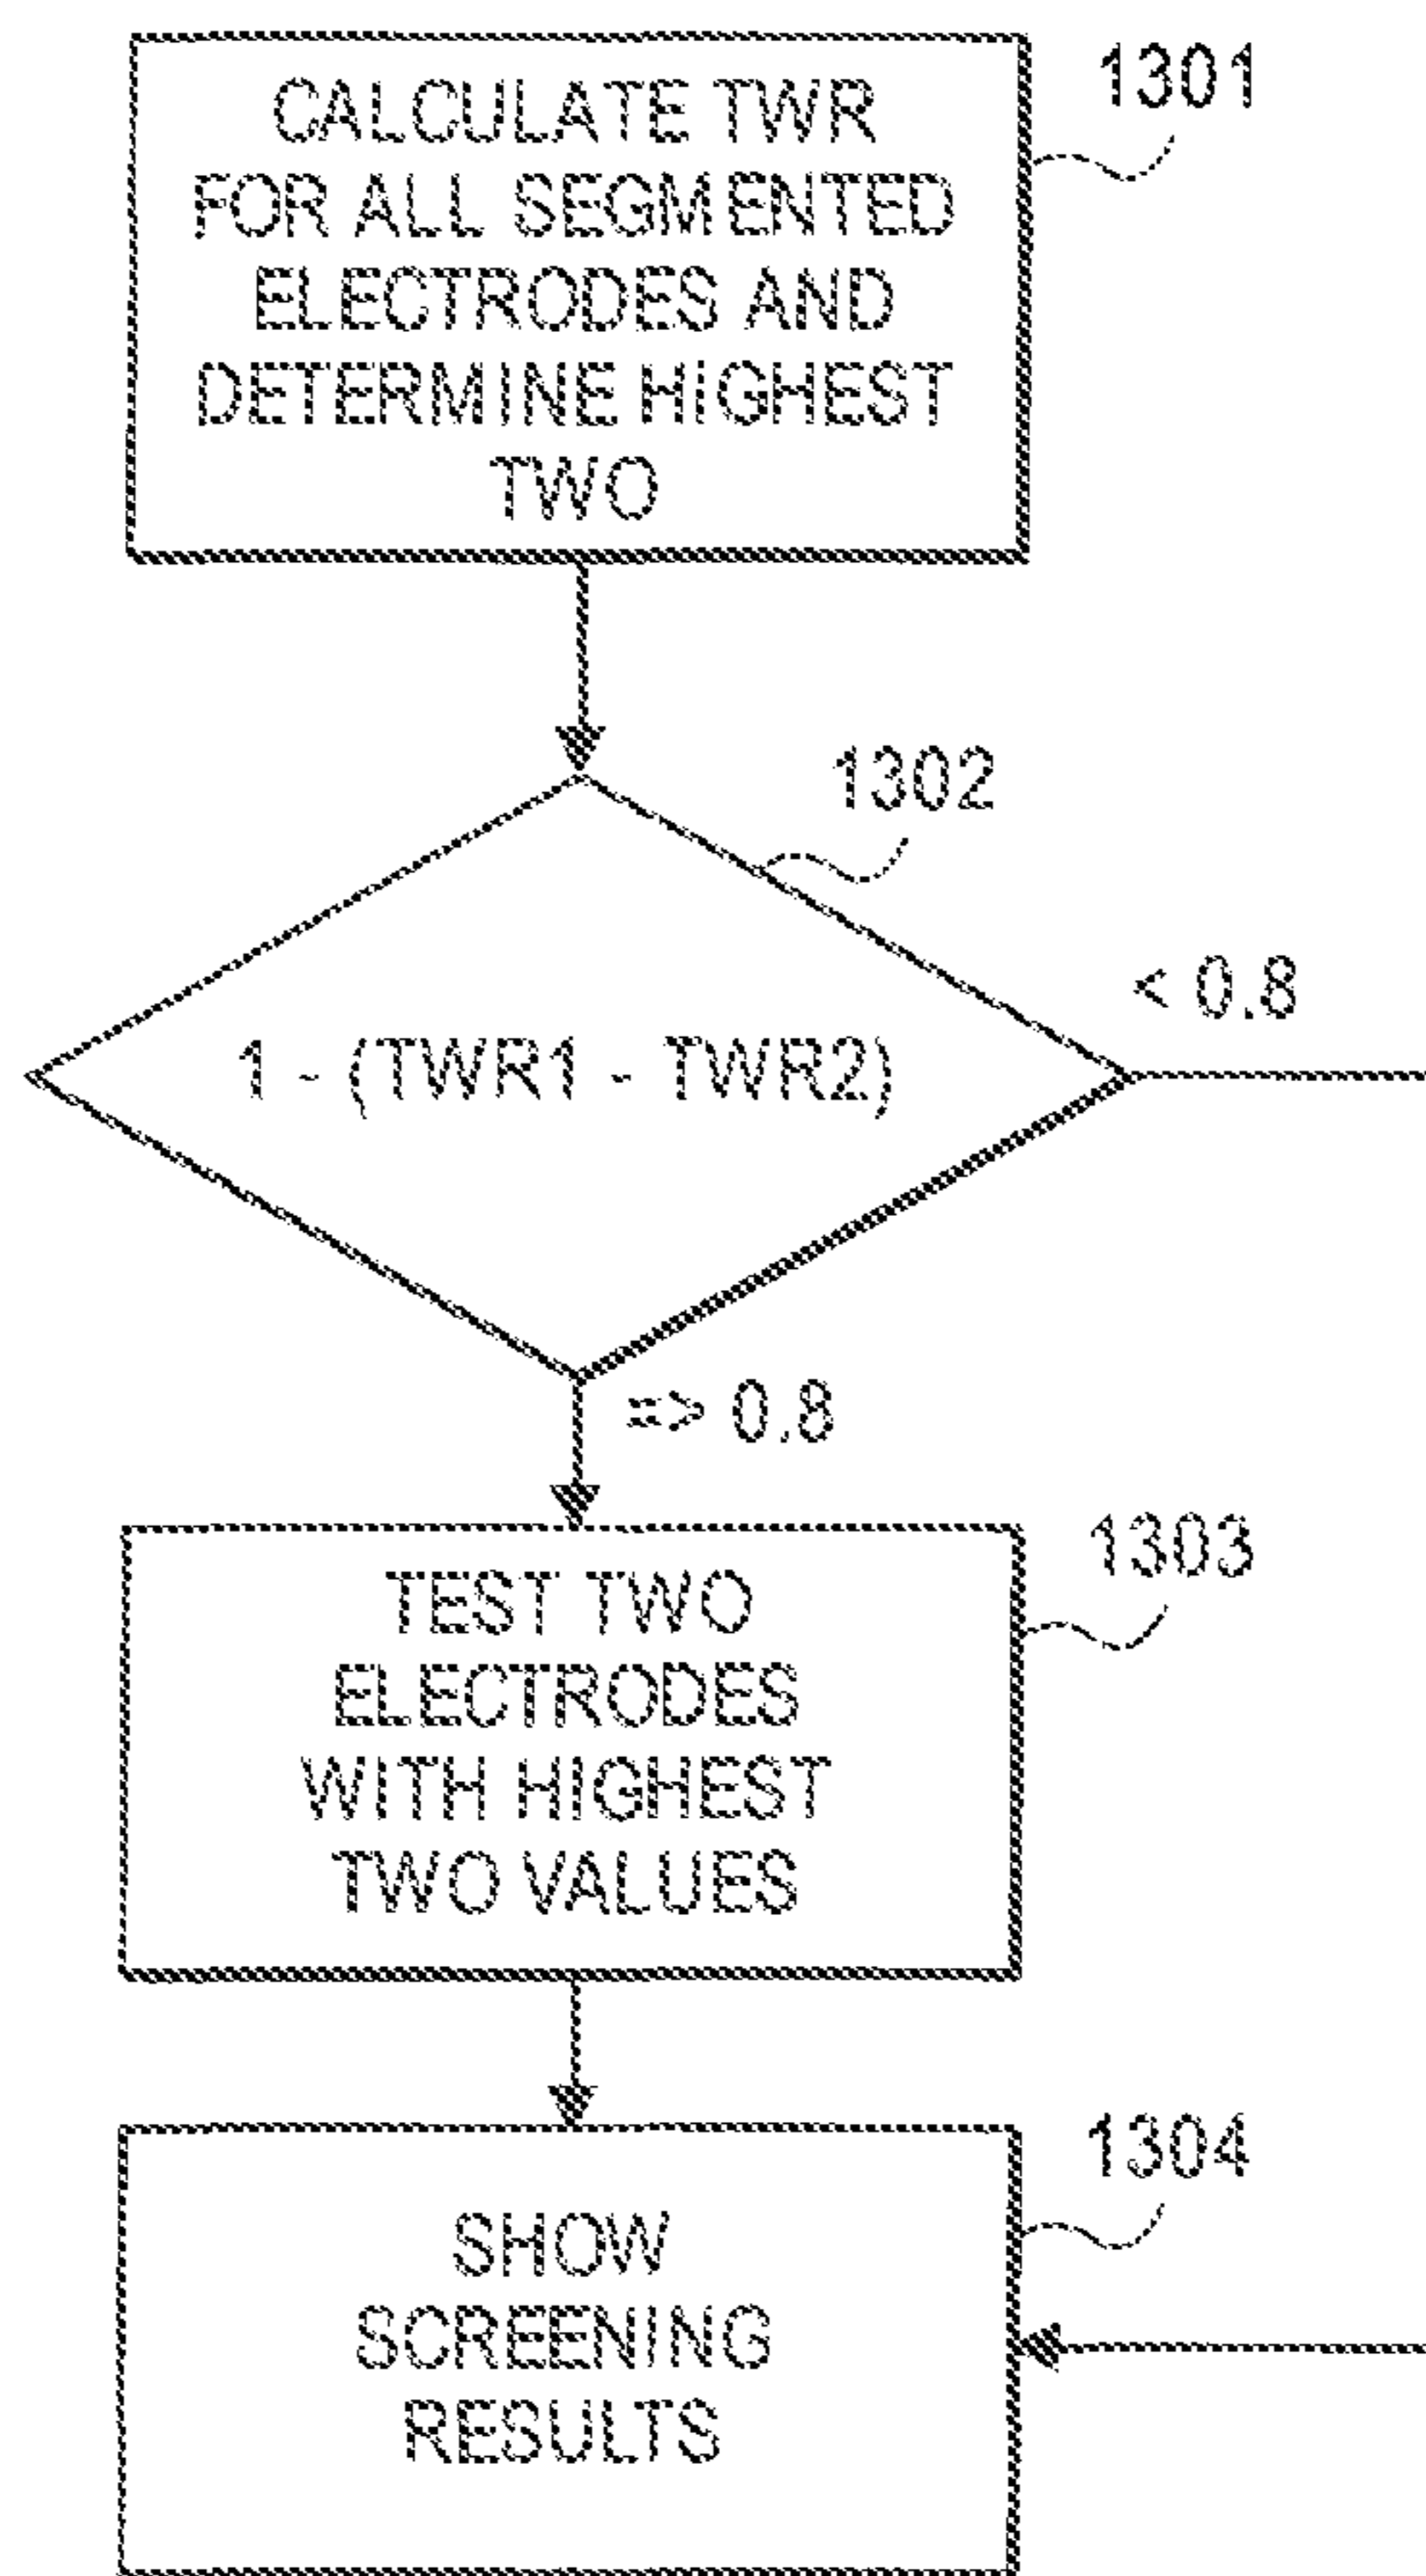 CALCULATE TWR
FOR ALL SEGMENTED
ELECTRODES AND
DETERMINE HIGHEST
TWO
1301
1302
1 - (TWR1 - TWR2)
< 0.8
=> 0.8
TEST TWO
ELECTRODES
WITH HIGHEST
TWO VALUES
1303
SHOW
SCREENING
RESULTS
1304